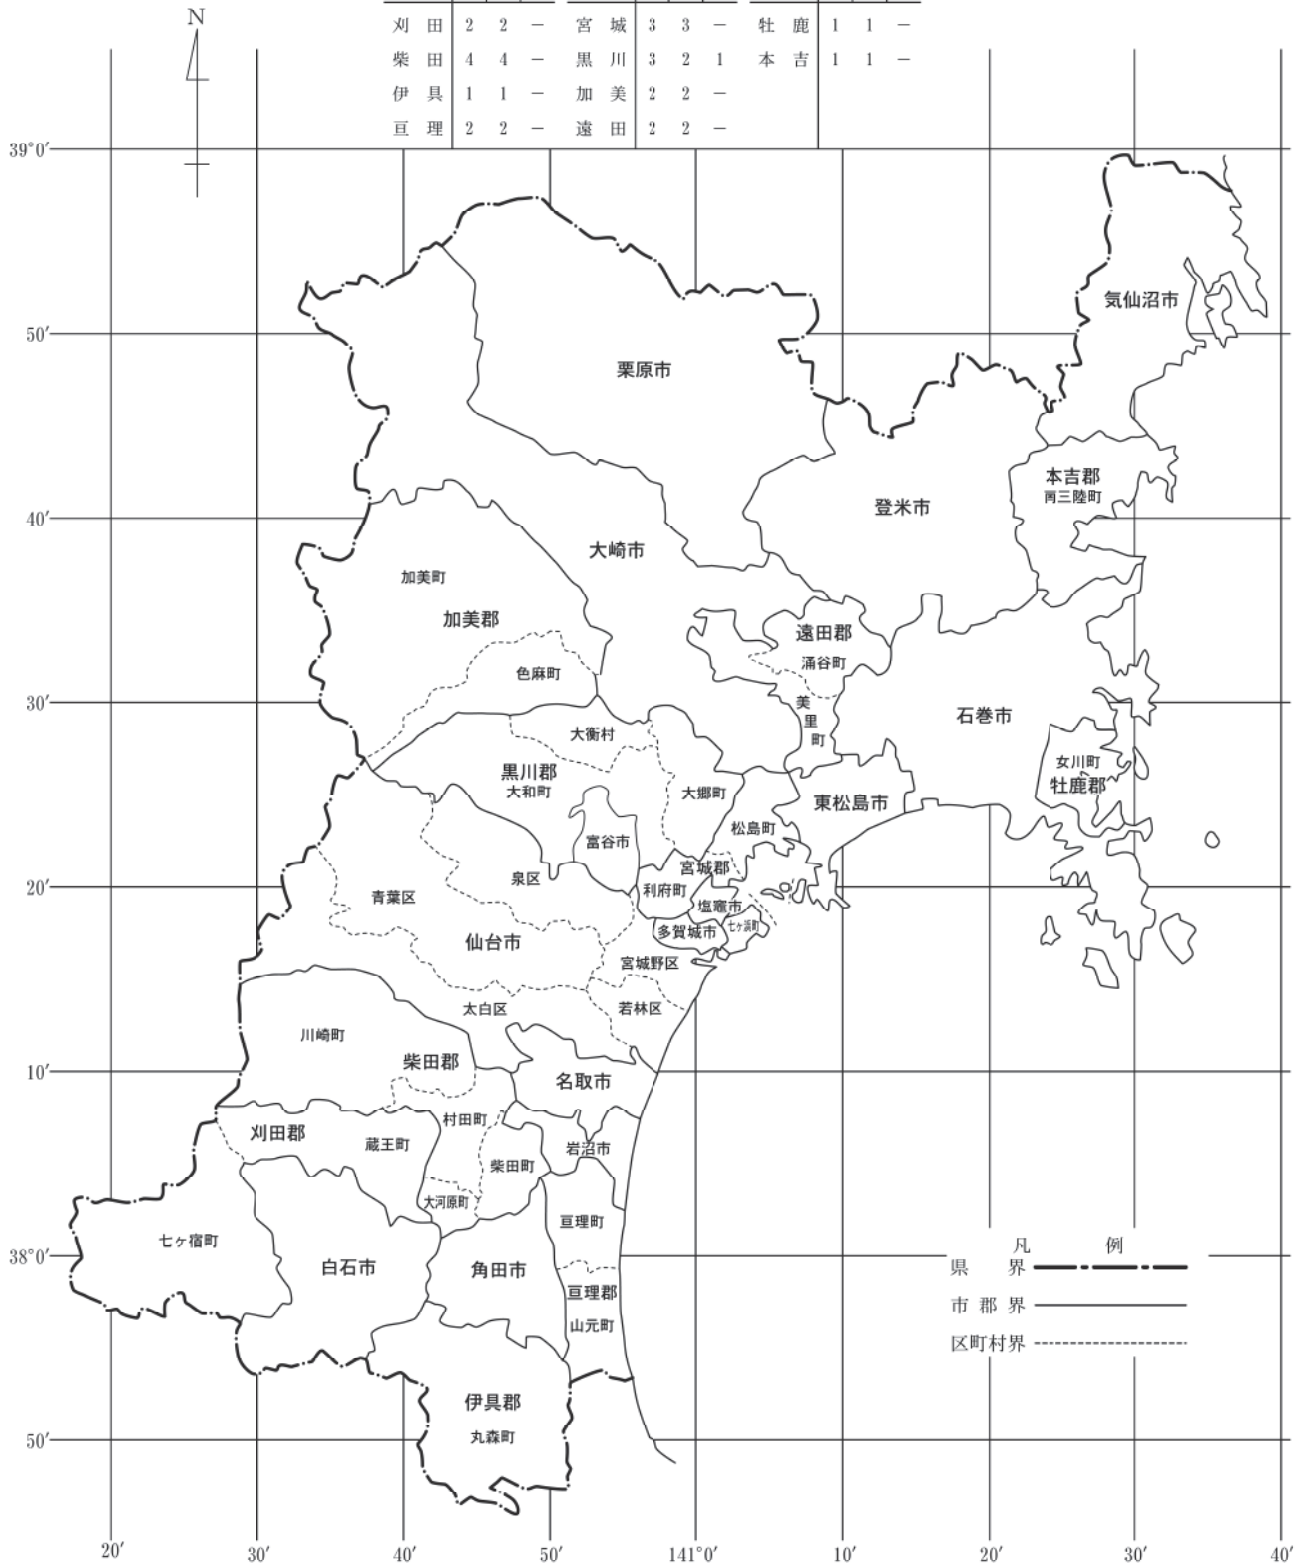 刈田 2 2 − 宮城 3 3 − 牡鹿 1 1 −
柴田 4 4 − 黒川 3 2 1 本吉 1 1 −
伊具 1 1 − 加美 2 2 −
亘理 2 2 − 遠田 2 2 −
N
39°0′
気仙沼市
50′
栗原市
本吉郡
南三陸町
登米市
40′
大崎市
加美町
加美郡
遠田郡
涌谷町
色麻町
30′
美里町
石巻市
大衡村
女川町
牡鹿郡
黒川郡
大和町
大郷町
東松島市
松島町
富谷市
宮城郡
20′
泉区
利府町
青葉区
塩竈市
七ヶ浜町
多賀城市
仙台市
宮城野区
太白区
若林区
川崎町
柴田郡
10′
名取市
村田町
刈田郡
蔵王町
岩沼市
柴田町
大河原町
亘理町
七ヶ宿町
38°0′
白石市
角田市
亘理郡
山元町
凡例
県界
市郡界
区町村界
伊具郡
丸森町
50′
20′ 30′ 40′ 50′ 141°0′ 10′ 20′ 30′ 40′